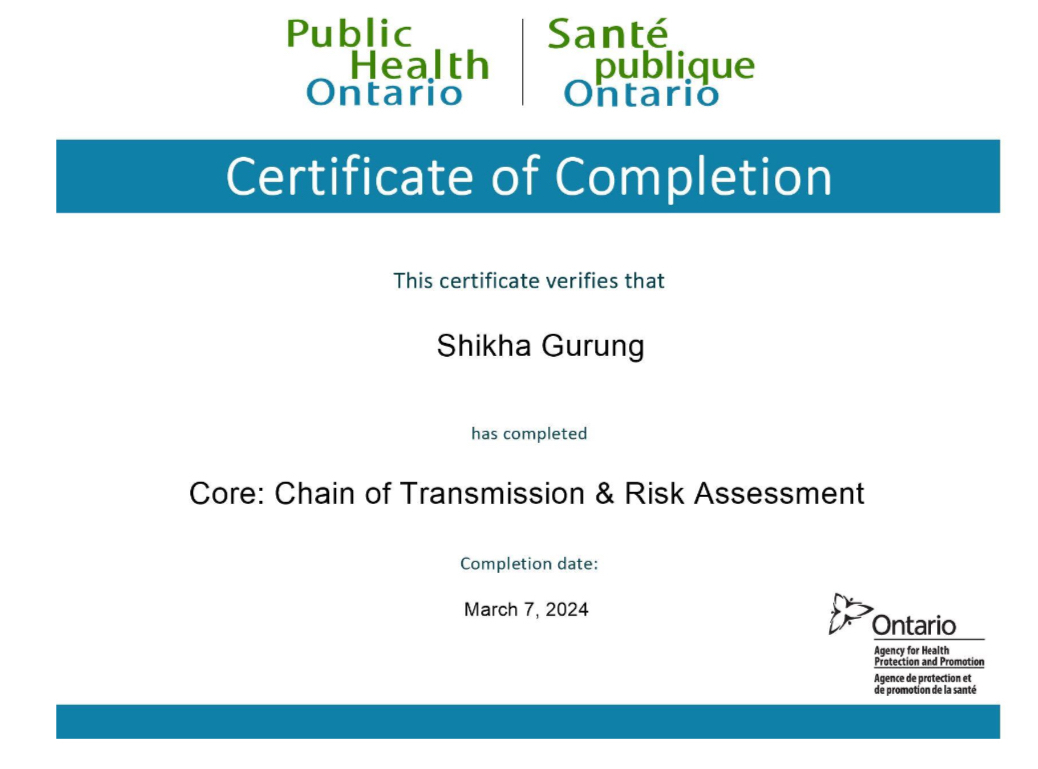 Public
Health
Ontario
Santé
publique
Ontario
Certificate of Completion
This certificate verifies that
Shikha Gurung
has completed
Core: Chain of Transmission & Risk Assessment
Completion date:
March 7, 2024
Ontario
Agency for Health
Protection and Promotion
Agence de protection et
de promotion de la santé